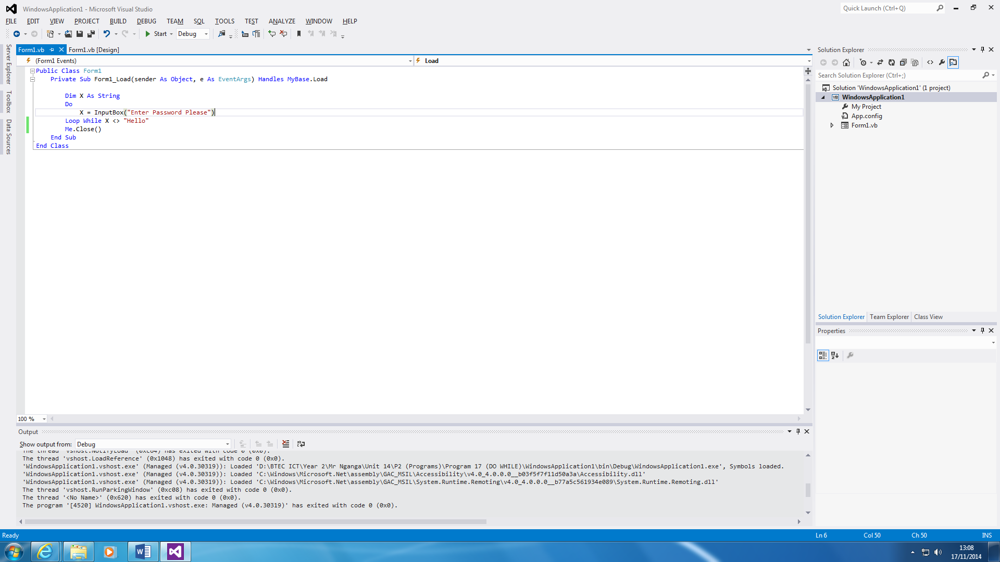 WindowsApplication1 - Microsoft Visual Studio
Quick Launch (Ctrl+Q)
FILE EDIT VIEW PROJECT BUILD DEBUG TEAM SQL TOOLS TEST ANALYZE WINDOW HELP
Start Debug
Server Explorer
Toolbox
Data Sources
Form1.vb Form1.vb [Design]
(Form1 Events) Load
Public Class Form1
Private Sub Form1_Load(sender As Object, e As EventArgs) Handles MyBase.Load
Dim X As String
Do
X = InputBox("Enter Password Please")
Loop While X <> "Hello"
Me.Close()
End Sub
End Class
100 %
Solution Explorer
Search Solution Explorer (Ctrl+;)
Solution 'WindowsApplication1' (1 project)
VB WindowsApplication1
My Project
App.config
Form1.vb
Solution Explorer Team Explorer Class View
Properties
Output
Show output from: Debug
The thread 'vshost.NotifyLoad' (0xc64) has exited with code 0 (0x0).
The thread 'vshost.LoadReference' (0x1048) has exited with code 0 (0x0).
'WindowsApplication1.vshost.exe' (Managed (v4.0.30319)): Loaded 'D:\BTEC ICT\Year 2\Mr Nganga\Unit 14\P2 (Programs)\Program 17 (DO WHILE)\WindowsApplication1\bin\Debug\WindowsApplication1.exe', Symbols loaded.
'WindowsApplication1.vshost.exe' (Managed (v4.0.30319)): Loaded 'C:\Windows\Microsoft.Net\assembly\GAC_MSIL\Accessibility\v4.0_4.0.0.0__b03f5f7f11d50a3a\Accessibility.dll'
'WindowsApplication1.vshost.exe' (Managed (v4.0.30319)): Loaded 'C:\Windows\Microsoft.Net\assembly\GAC_MSIL\System.Runtime.Remoting\v4.0_4.0.0.0__b77a5c561934e089\System.Runtime.Remoting.dll'
The thread 'vshost.RunParkingWindow' (0xc08) has exited with code 0 (0x0).
The thread '<No Name>' (0x620) has exited with code 0 (0x0).
The program '[4520] WindowsApplication1.vshost.exe: Managed (v4.0.30319)' has exited with code 0 (0x0).
Ready Ln 6 Col 50 Ch 50 INS
13:08
17/11/2014